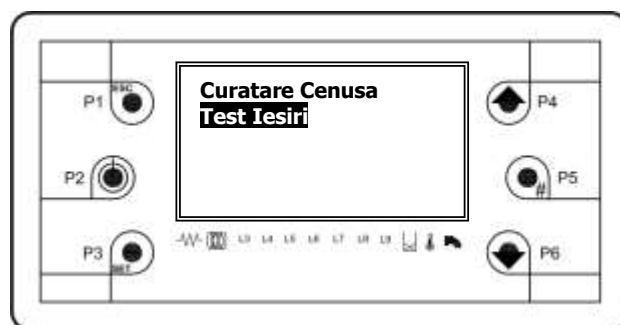 Curatare Cenusa
Test Iesiri
ESC
P1
P4
P2
P5
#
P3
SET
P6
L3 L4 L5 L6 L7 L8 L9